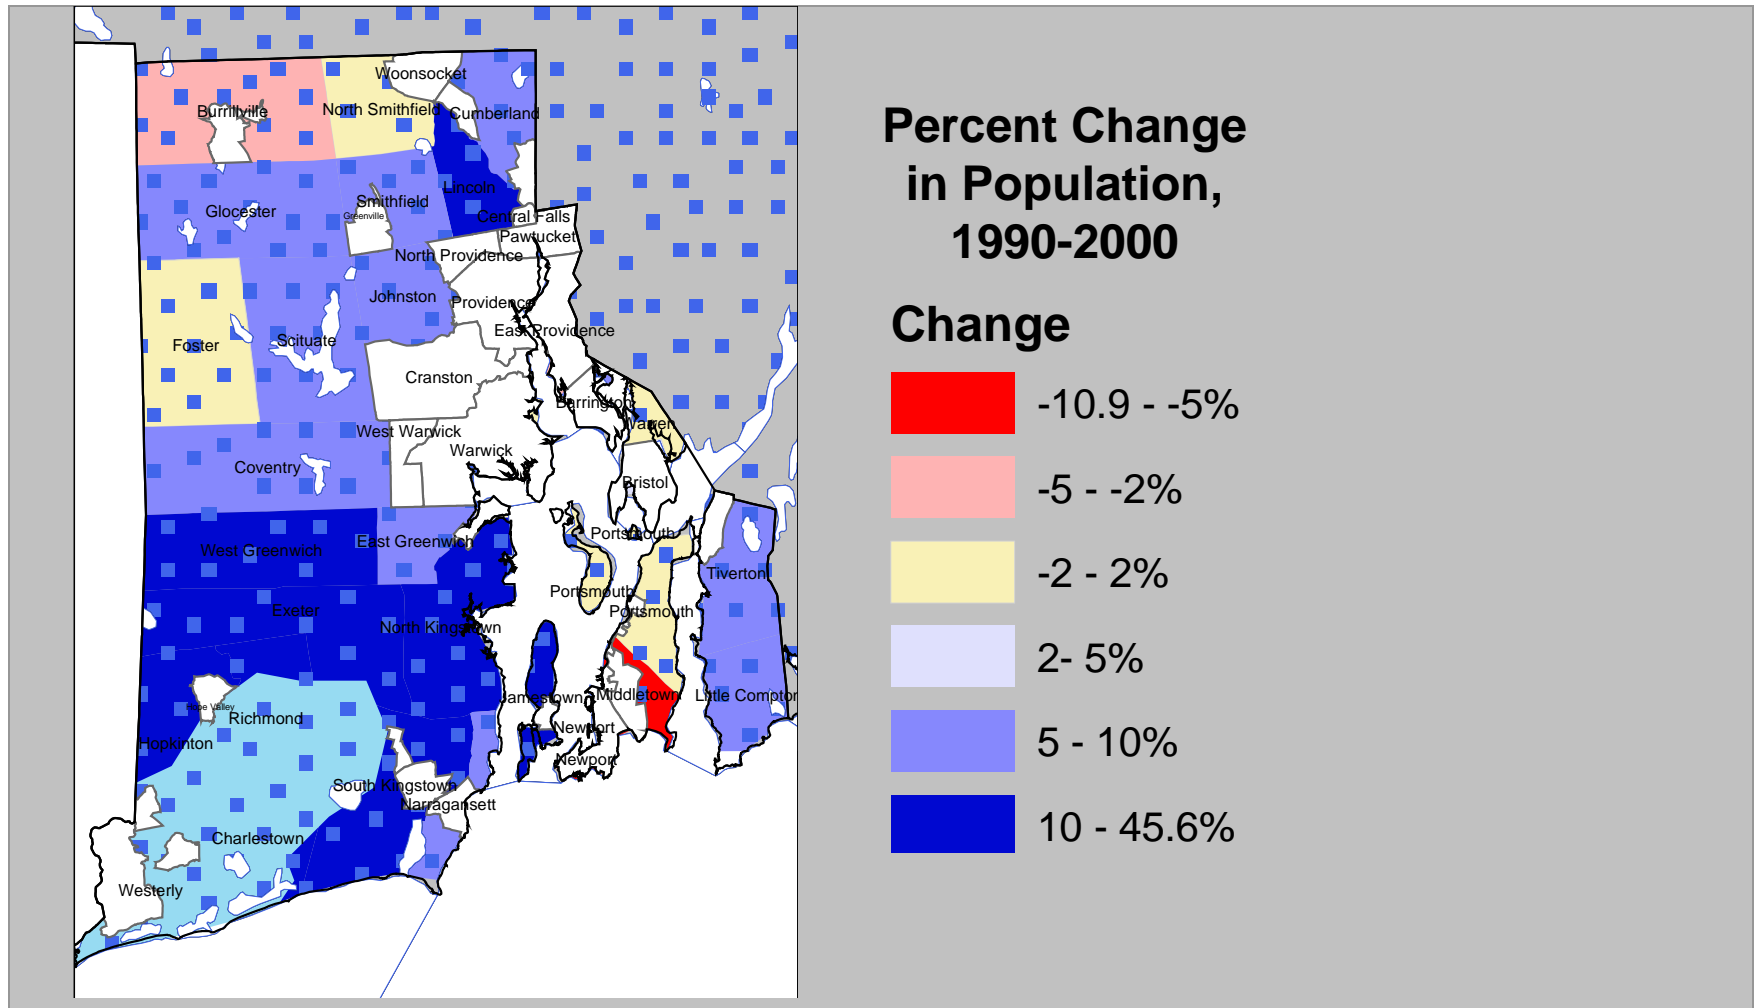 Woonsocket
Burrillville
North Smithfield
Cumberland
Lincoln
Smithfield
Glocester
Greenville
Central Falls
Pawtucket
North Providence
Johnston
Providence
East Providence
Foster
Scituate
Cranston
Barrington
Warren
West Warwick
Warwick
Coventry
Bristol
Portsmouth
West Greenwich
East Greenwich
Tiverton
Portsmouth
Exeter
Portsmouth
North Kingstown
Jamestown
Middletown
Little Compton
Hope Valley
Richmond
Newport
Hopkinton
Newport
South Kingstown
Narragansett
Charlestown
Westerly
Percent Change
in Population,
1990-2000
Change
-10.9 - -5%
-5 - -2%
-2 - 2%
2- 5%
5 - 10%
10 - 45.6%